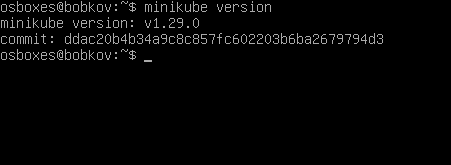 osboxes@bobkov:~$ minikube version
minikube version: v1.29.0
commit: ddac20b4b34a9c8c857fc602203b6ba2679794d3
osboxes@bobkov:~$ _